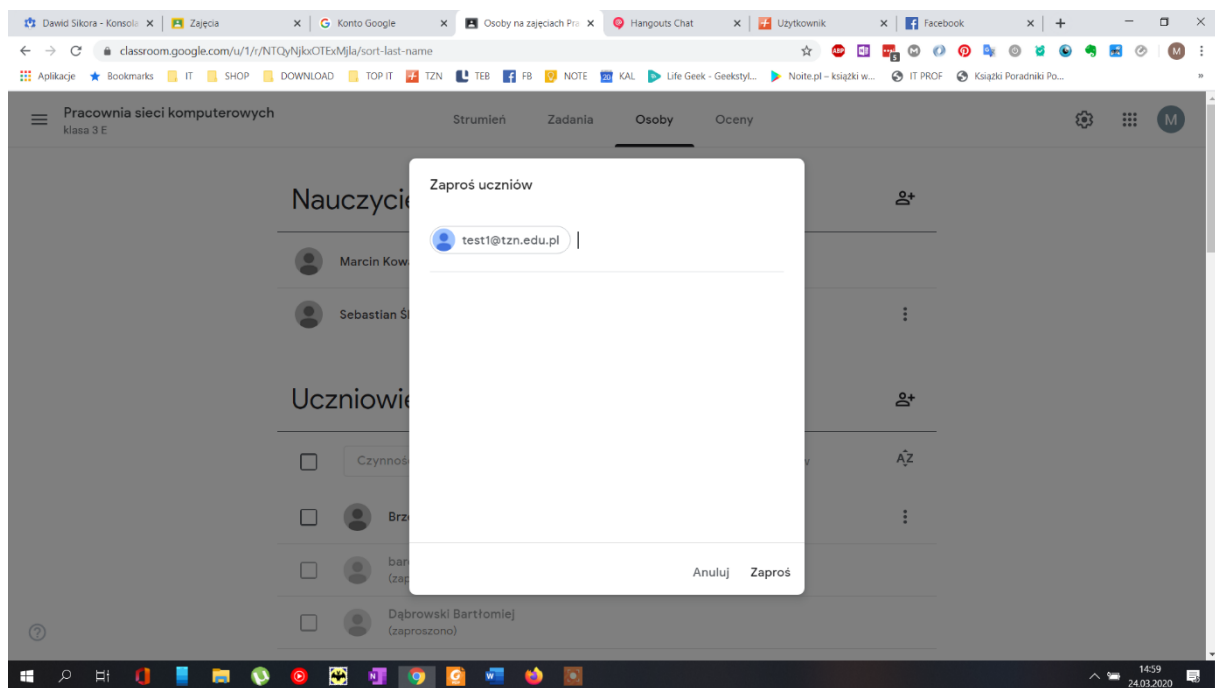 Dawid Sikora - Konsola
Zajęcia
Konto Google
Osoby na zajęciach Pra
Hangouts Chat
Użytkownik
Facebook
classroom.google.com/u/1/r/NTQyNjkxOTExMjla/sort-last-name
Aplikacje
Bookmarks
IT
SHOP
DOWNLOAD
TOP IT
TZN
TEB
FB
NOTE
KAL
Life Geek - Geekstyl...
Noite.pl – książki w...
IT PROF
Książki Poradniki Po...
Pracownia sieci komputerowych
klasa 3 E
Strumień
Zadania
Osoby
Oceny
M
Zaproś uczniów
test1@tzn.edu.pl
Nauczycie
Marcin Kow
Sebastian Śl
Uczniowie
Czynnoś
AZ
Brze
bar
(zap
Dąbrowski Bartłomiej
(zaproszono)
Anuluj
Zaproś
14:59
24.03.2020